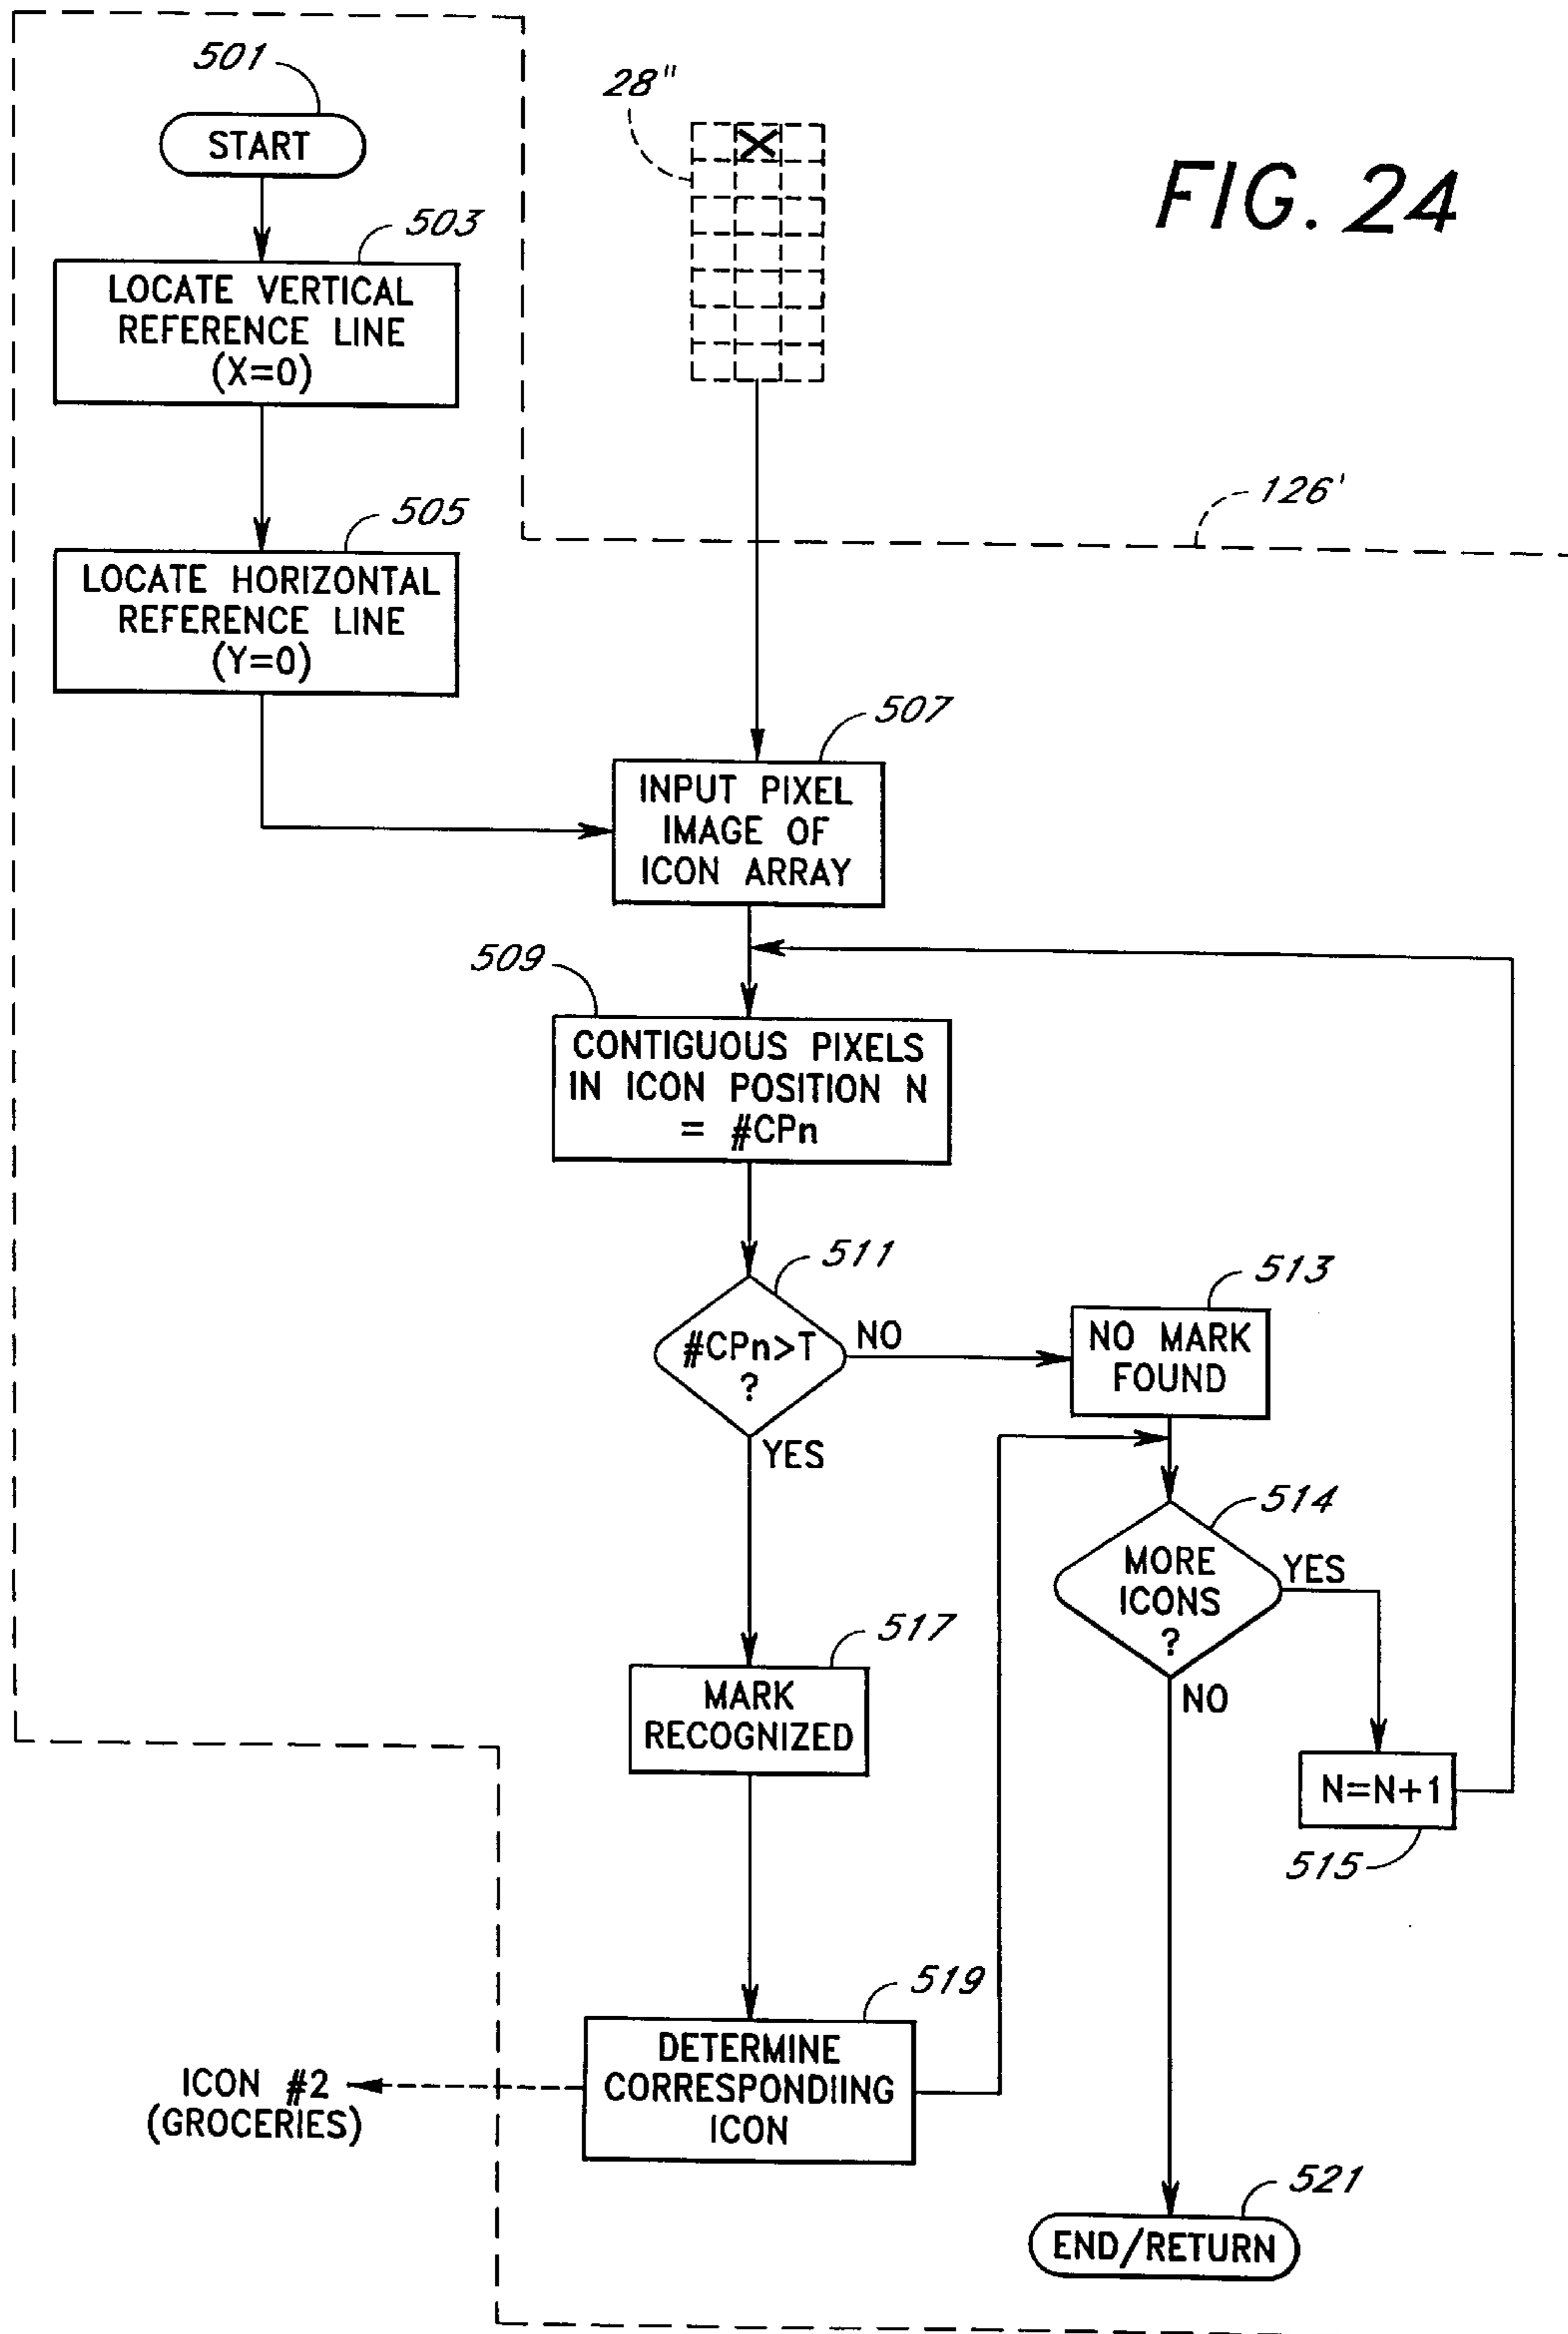 501
START
503
LOCATE VERTICAL
REFERENCE LINE
(X=0)
505
LOCATE HORIZONTAL
REFERENCE LINE
(Y=0)
28"
X
FIG. 24
126'
507
INPUT PIXEL
IMAGE OF
ICON ARRAY
509
CONTIGUOUS PIXELS
IN ICON POSITION N
= #CPn
511
#CPn>T
?
NO
YES
513
NO MARK
FOUND
514
MORE
ICONS
?
YES
NO
N=N+1
515
517
MARK
RECOGNIZED
519
DETERMINE
CORRESPONDIING
ICON
ICON #2
(GROCERIES)
521
END/RETURN